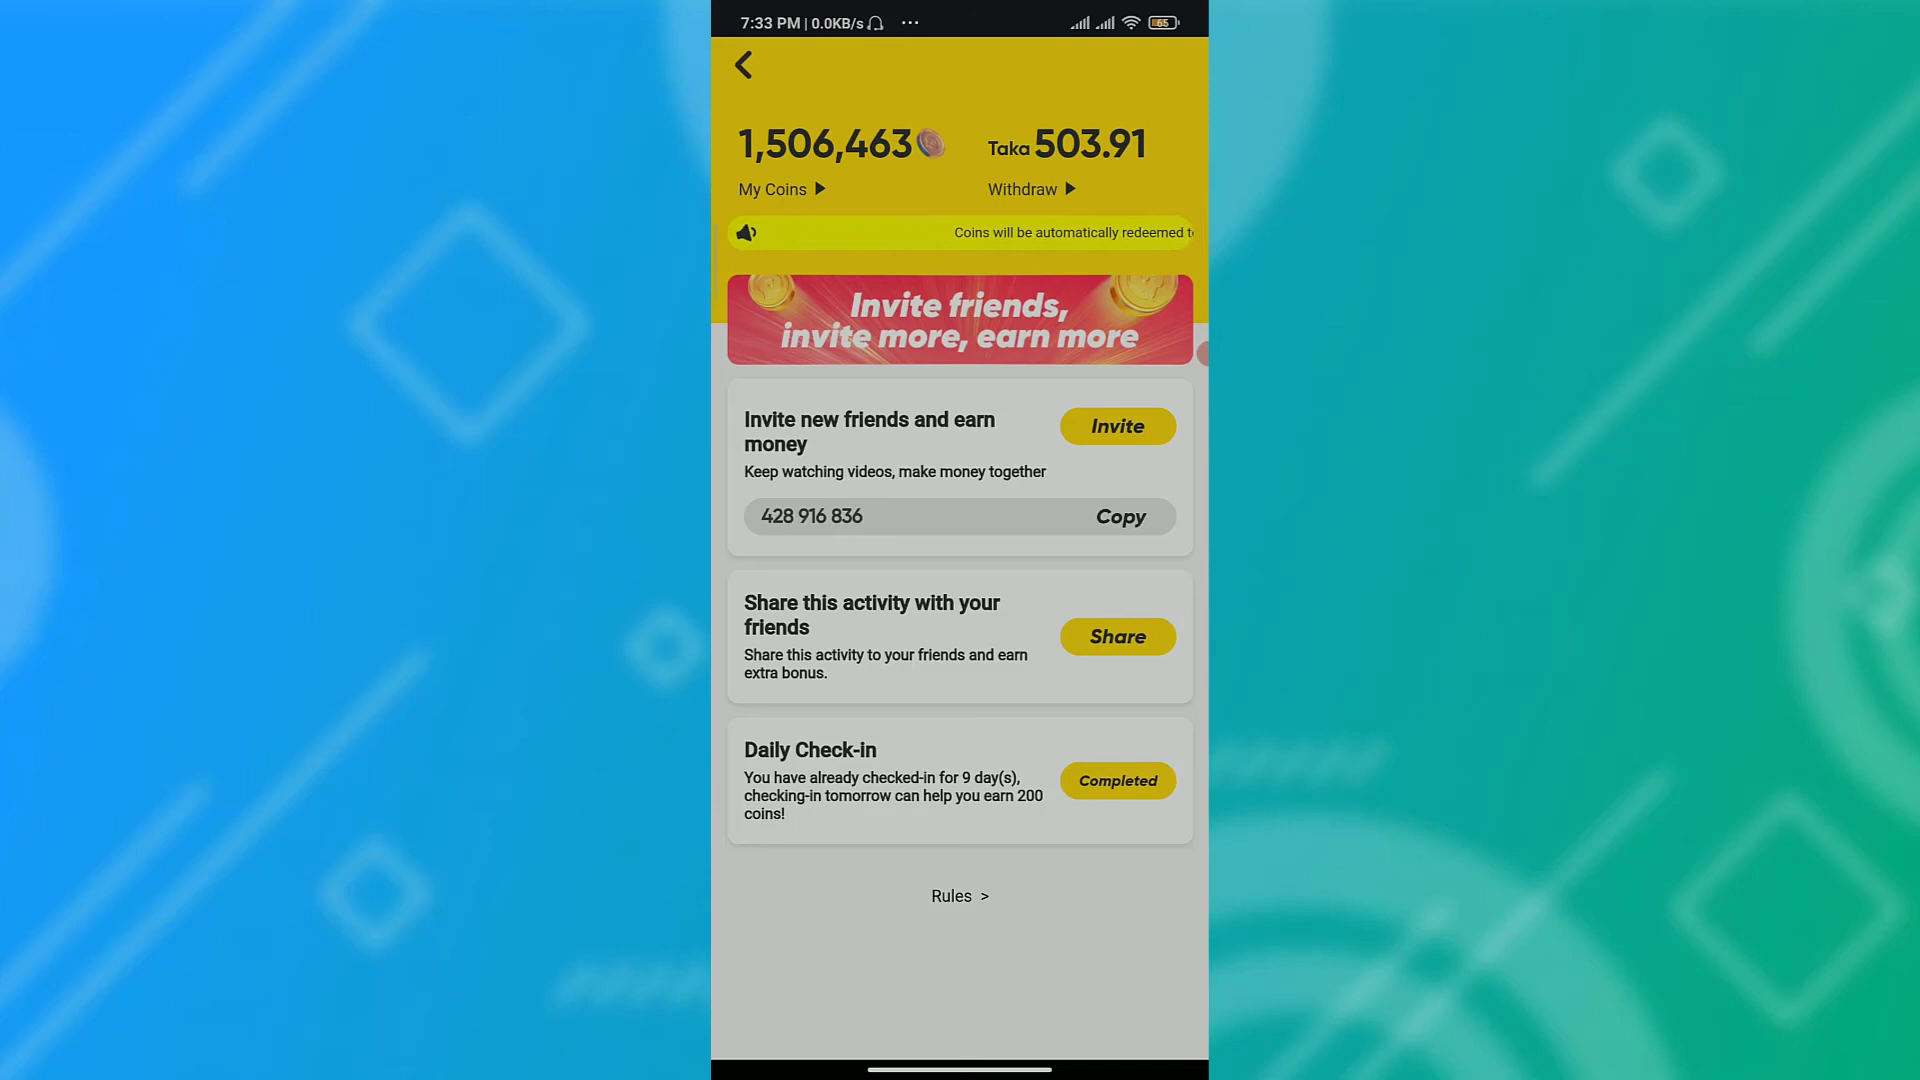 7:33 PM | 0.0KB/s ...
65
1,506,463
Taka 503.91
My Coins
Withdraw
Coins will be automatically redeemed t
Invite friends,
invite more, earn more
Invite new friends and earn
money
Invite
Keep watching videos, make money together
428 916 836
Copy
Share this activity with your
friends
Share
Share this activity to your friends and earn
extra bonus.
Daily Check-in
You have already checked-in for 9 day(s),
checking-in tomorrow can help you earn 200
coins!
Completed
Rules >